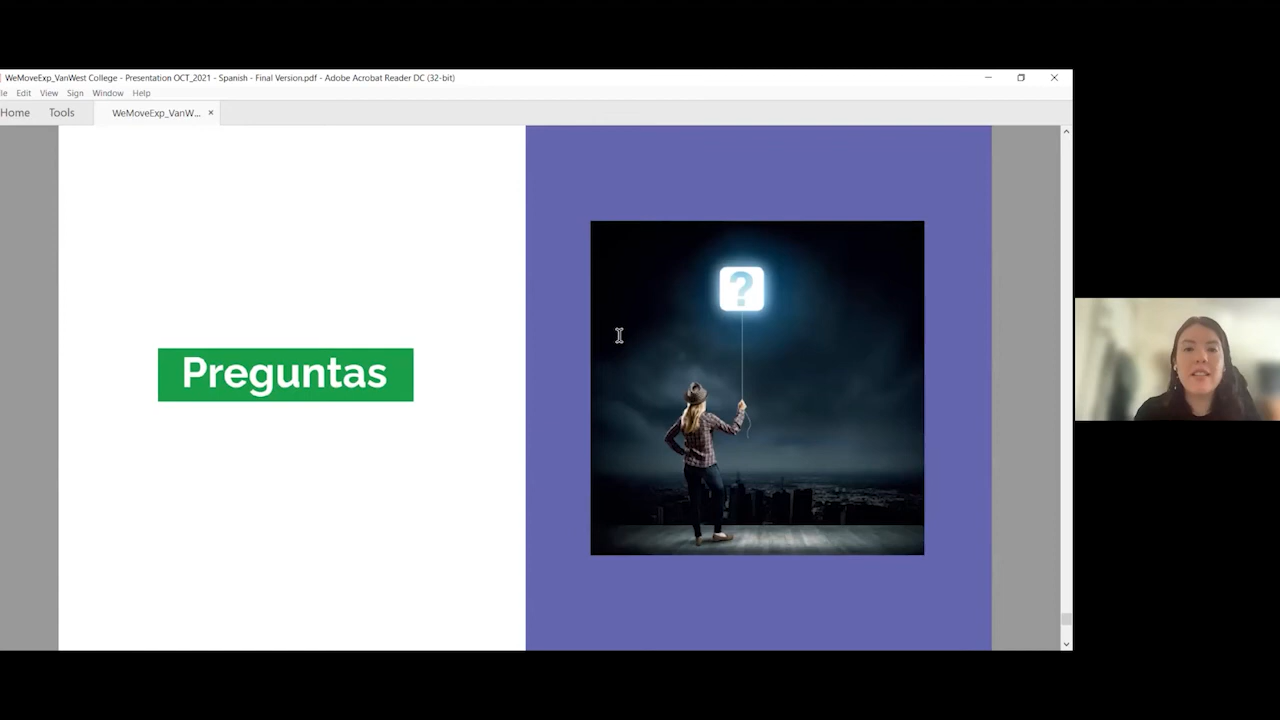 WeMoveExp_VanWest College - Presentation OCT_2021 - Spanish - Final Version.pdf - Adobe Acrobat Reader DC (32-bit)
le Edit View Sign Window Help
Home Tools WeMoveExp_VanW... ×
?
Preguntas